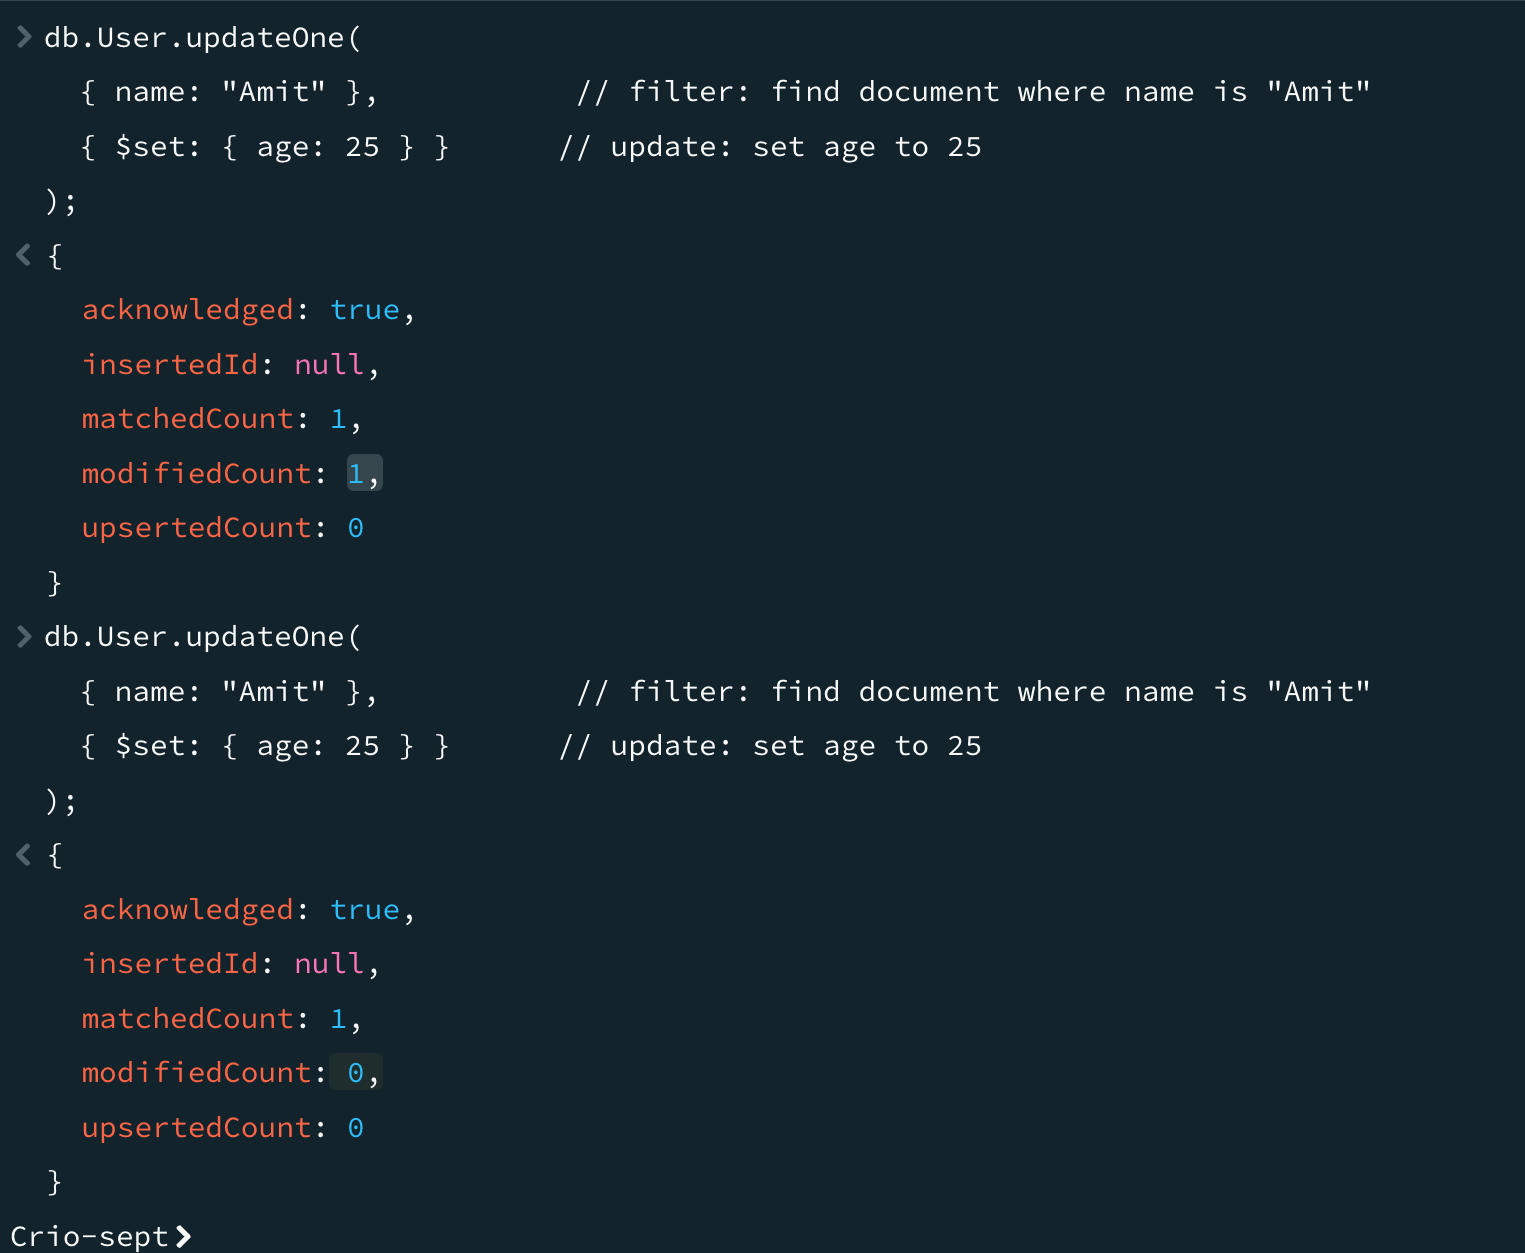 > db.User.updateOne(
{ name: "Amit" }, // filter: find document where name is "Amit"
{ $set: { age: 25 } } // update: set age to 25
);
< {
acknowledged: true,
insertedId: null,
matchedCount: 1,
modifiedCount: 1,
upsertedCount: 0
}
> db.User.updateOne(
{ name: "Amit" }, // filter: find document where name is "Amit"
{ $set: { age: 25 } } // update: set age to 25
);
< {
acknowledged: true,
insertedId: null,
matchedCount: 1,
modifiedCount: 0,
upsertedCount: 0
}
Crio-sept>